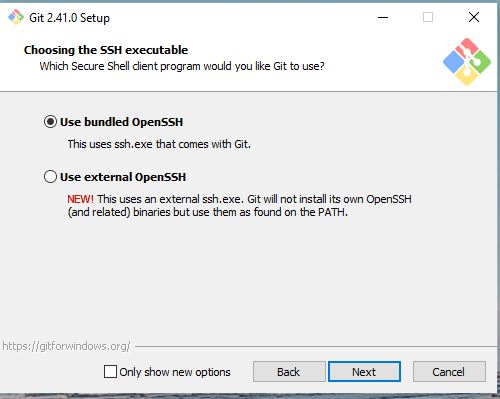 Git 2.41.0 Setup
Choosing the SSH executable
Which Secure Shell client program would you like Git to use?
Use bundled OpenSSH
This uses ssh.exe that comes with Git.
Use external OpenSSH
NEW! This uses an external ssh.exe. Git will not install its own OpenSSH
(and related) binaries but use them as found on the PATH.
https://gitforwindows.org/
Only show new options
Back
Next
Cancel